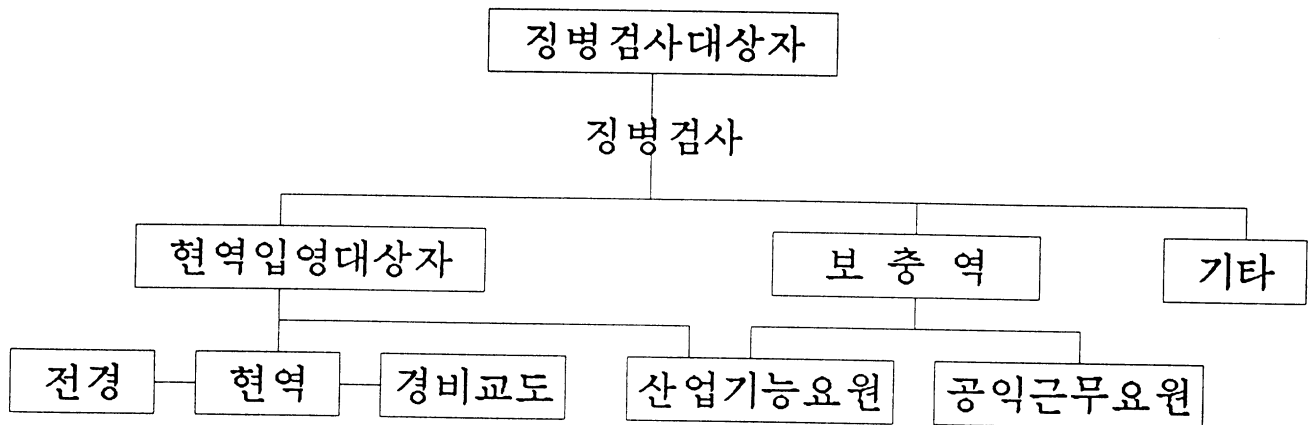 징병검사대상자
징병검사
현역입영대상자
보 충 역
기타
전경
현역
경비교도
산업기능요원
공익근무요원